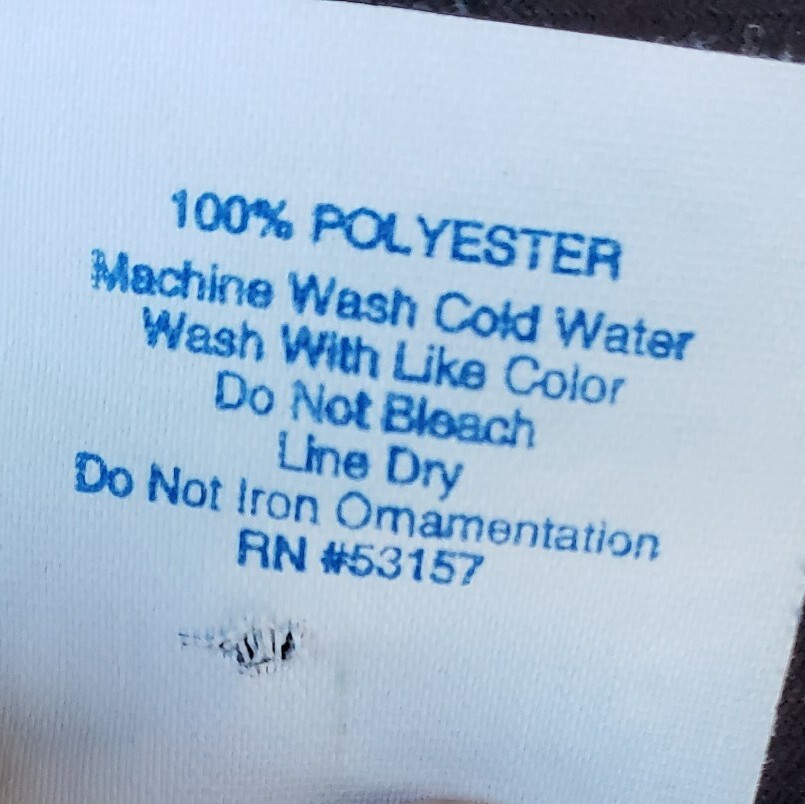 100% POLYESTER
Machine Wash Cold Water
Wash With Like Color
Do Not Bleach
Line Dry
Do Not Iron Ornamentation
RN #53157